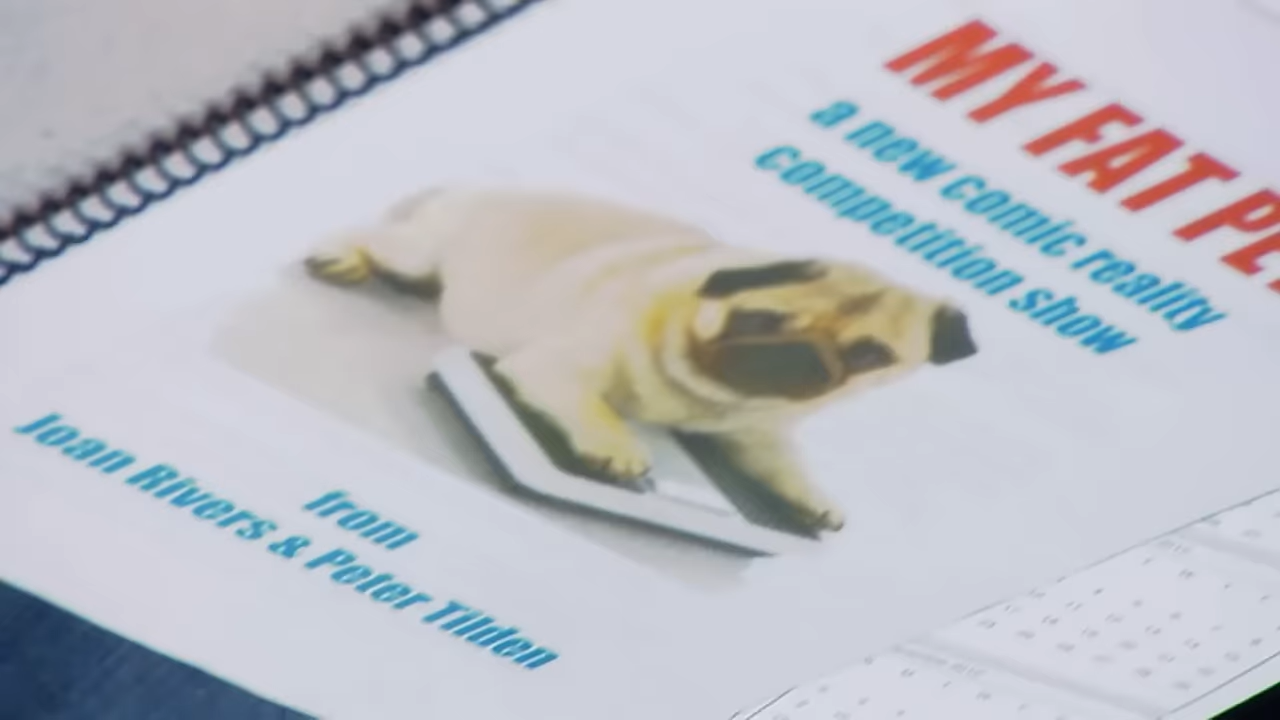 MY FAT
a new comic reality
competition show
from
Joan Rivers & Peter Tilden